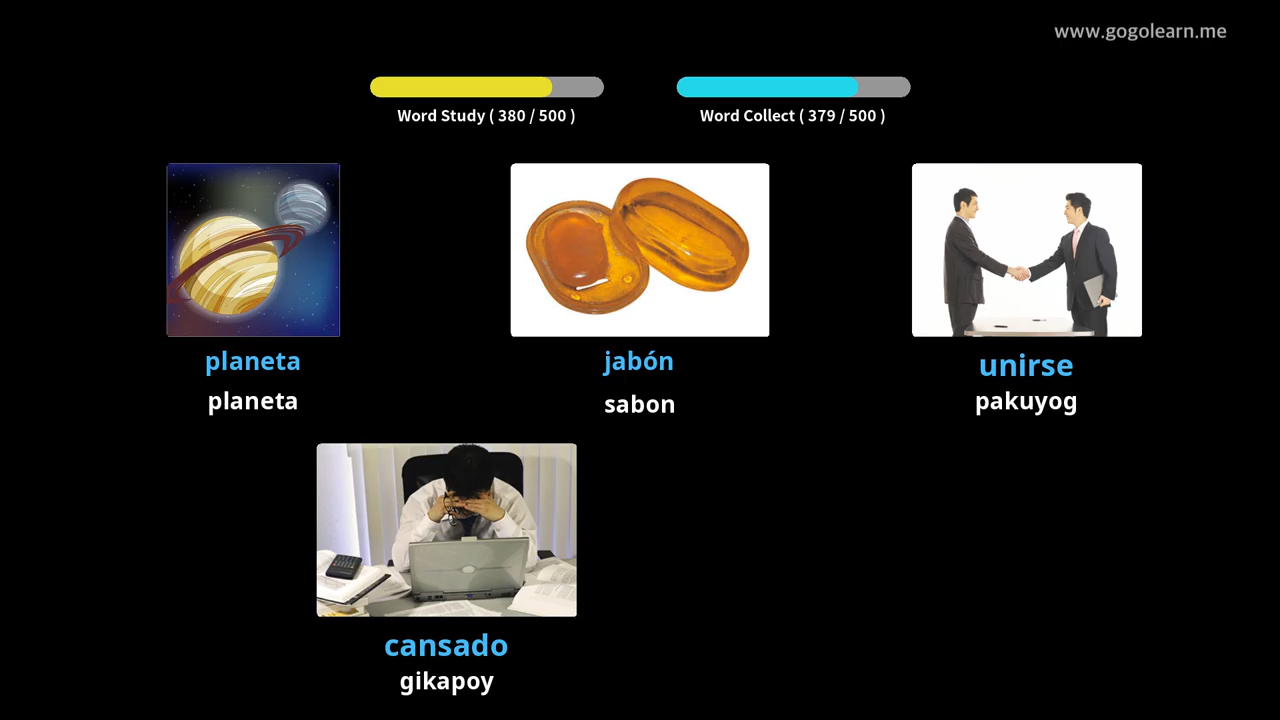 www.gogolearn.me
Word Study ( 380 / 500 )
Word Collect ( 379 / 500 )
planeta
planeta
jabón
sabon
unirse
pakuyog
cansado
gikapoy